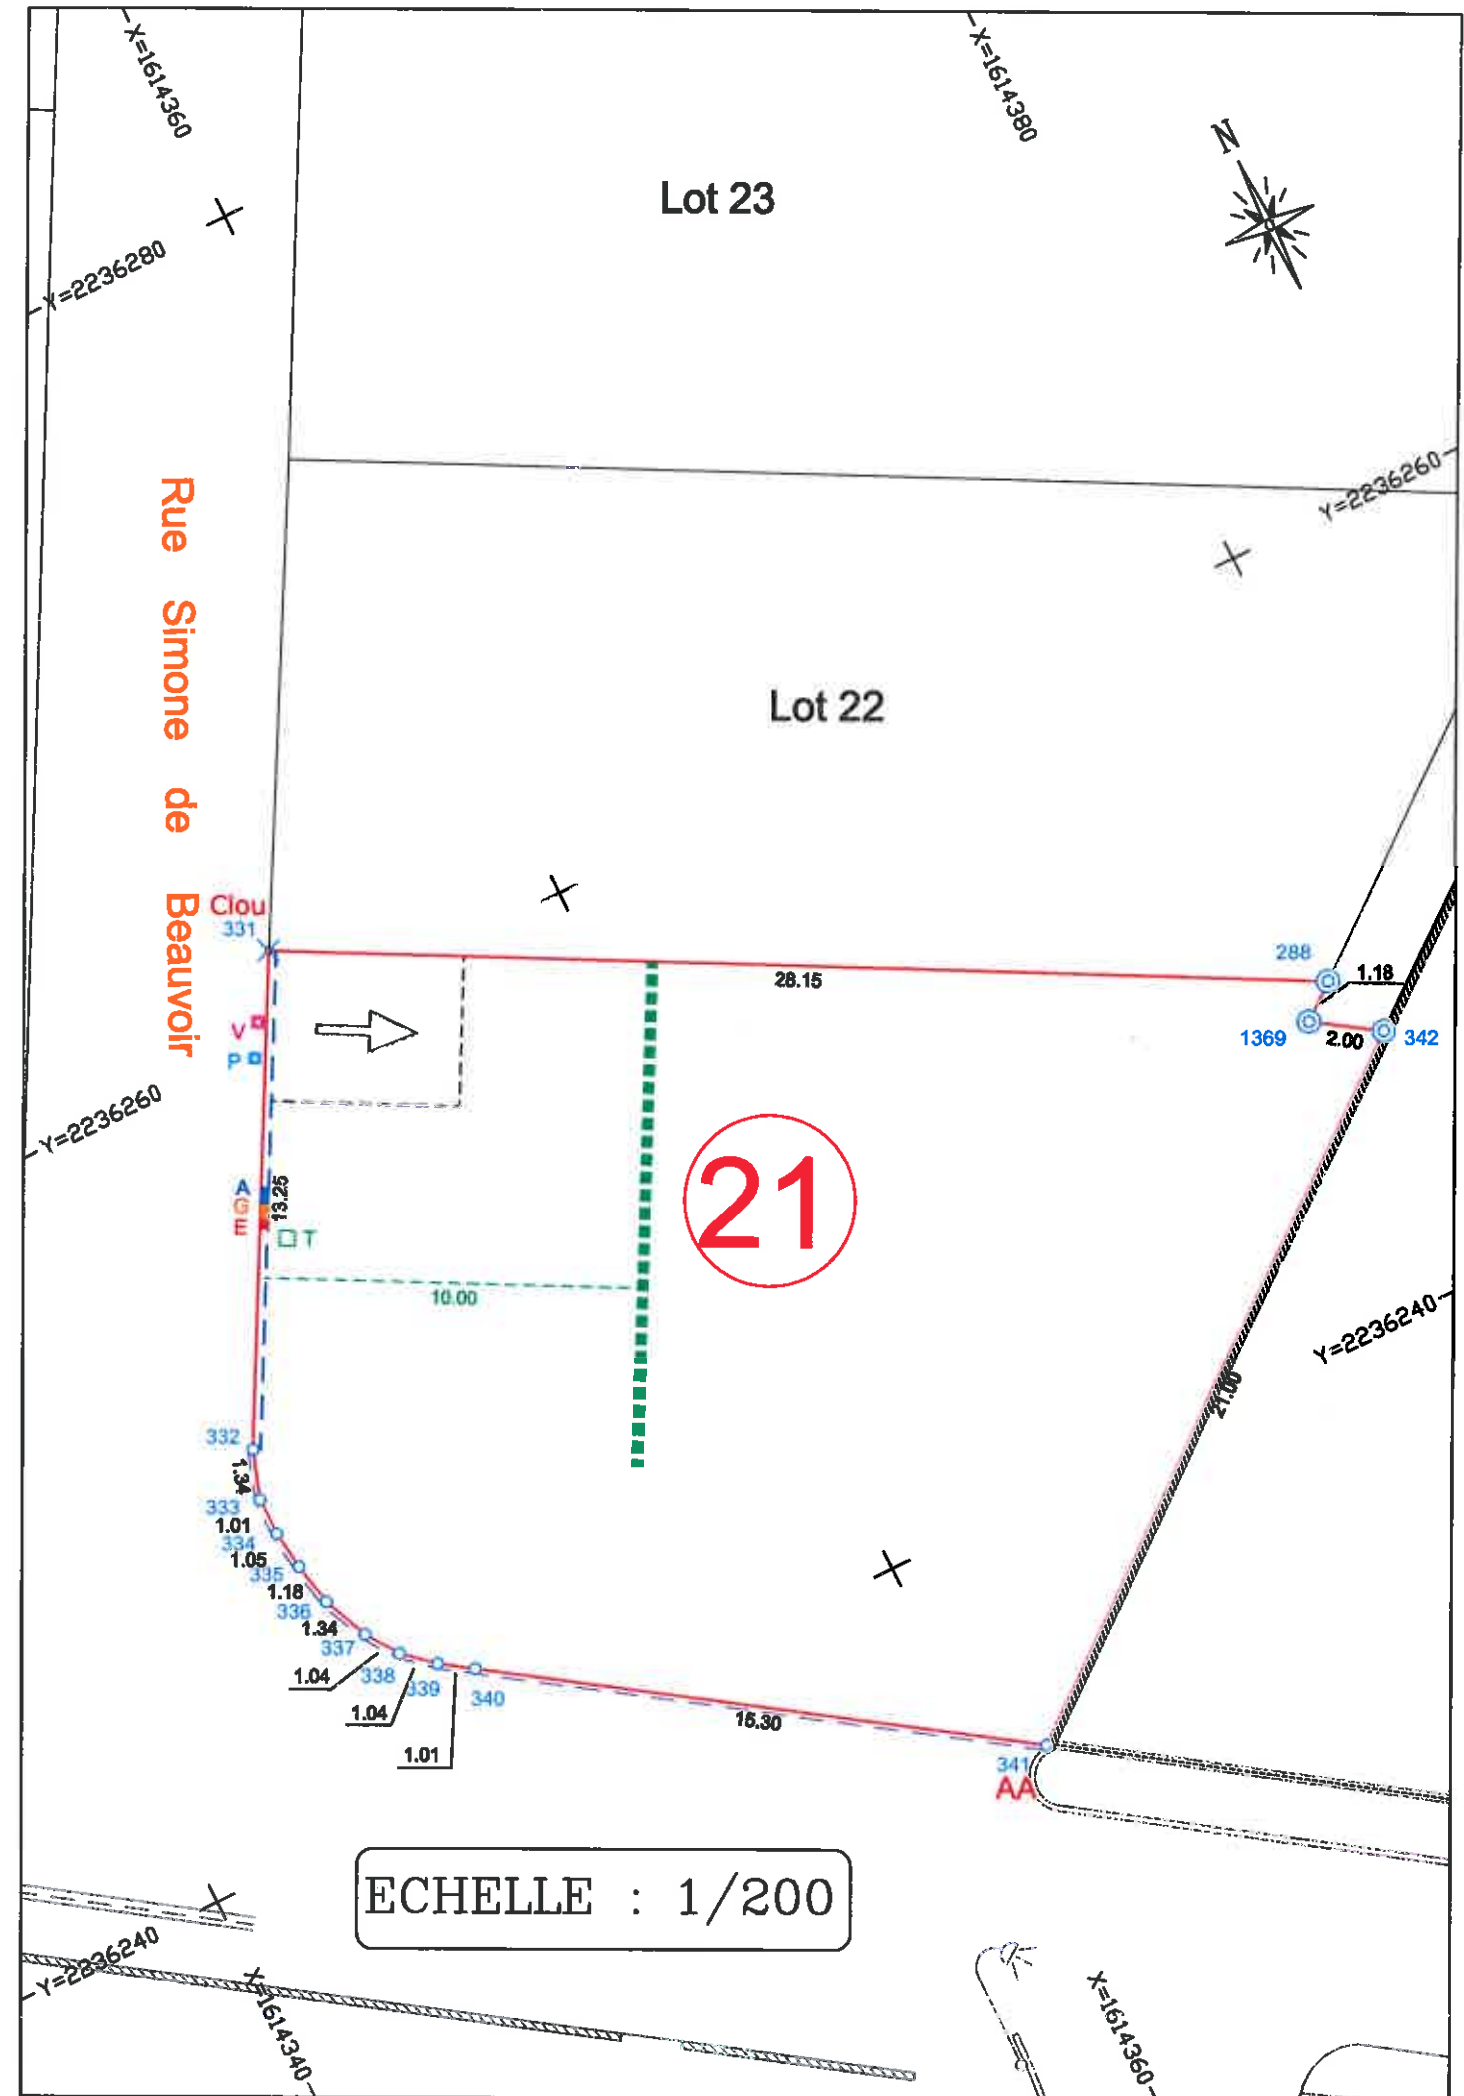 X=1614360
X=1614380
N
Lot 23
Y=2236280
Y=2236260
Rue Simone de Beauvoir
Lot 22
Clou
331
288
1.18
28.15
V
P
1369
2.00
342
Y=2236260
21
A
G
E
13.25
T
10.00
Y=2236240
21.00
332
1.34
333
1.01
334
1.05
335
1.18
336
1.34
337
1.04
338
339
340
1.04
1.01
15.30
341
AA
ECHELLE : 1/200
Y=2236240
X=1614340
X=1614360